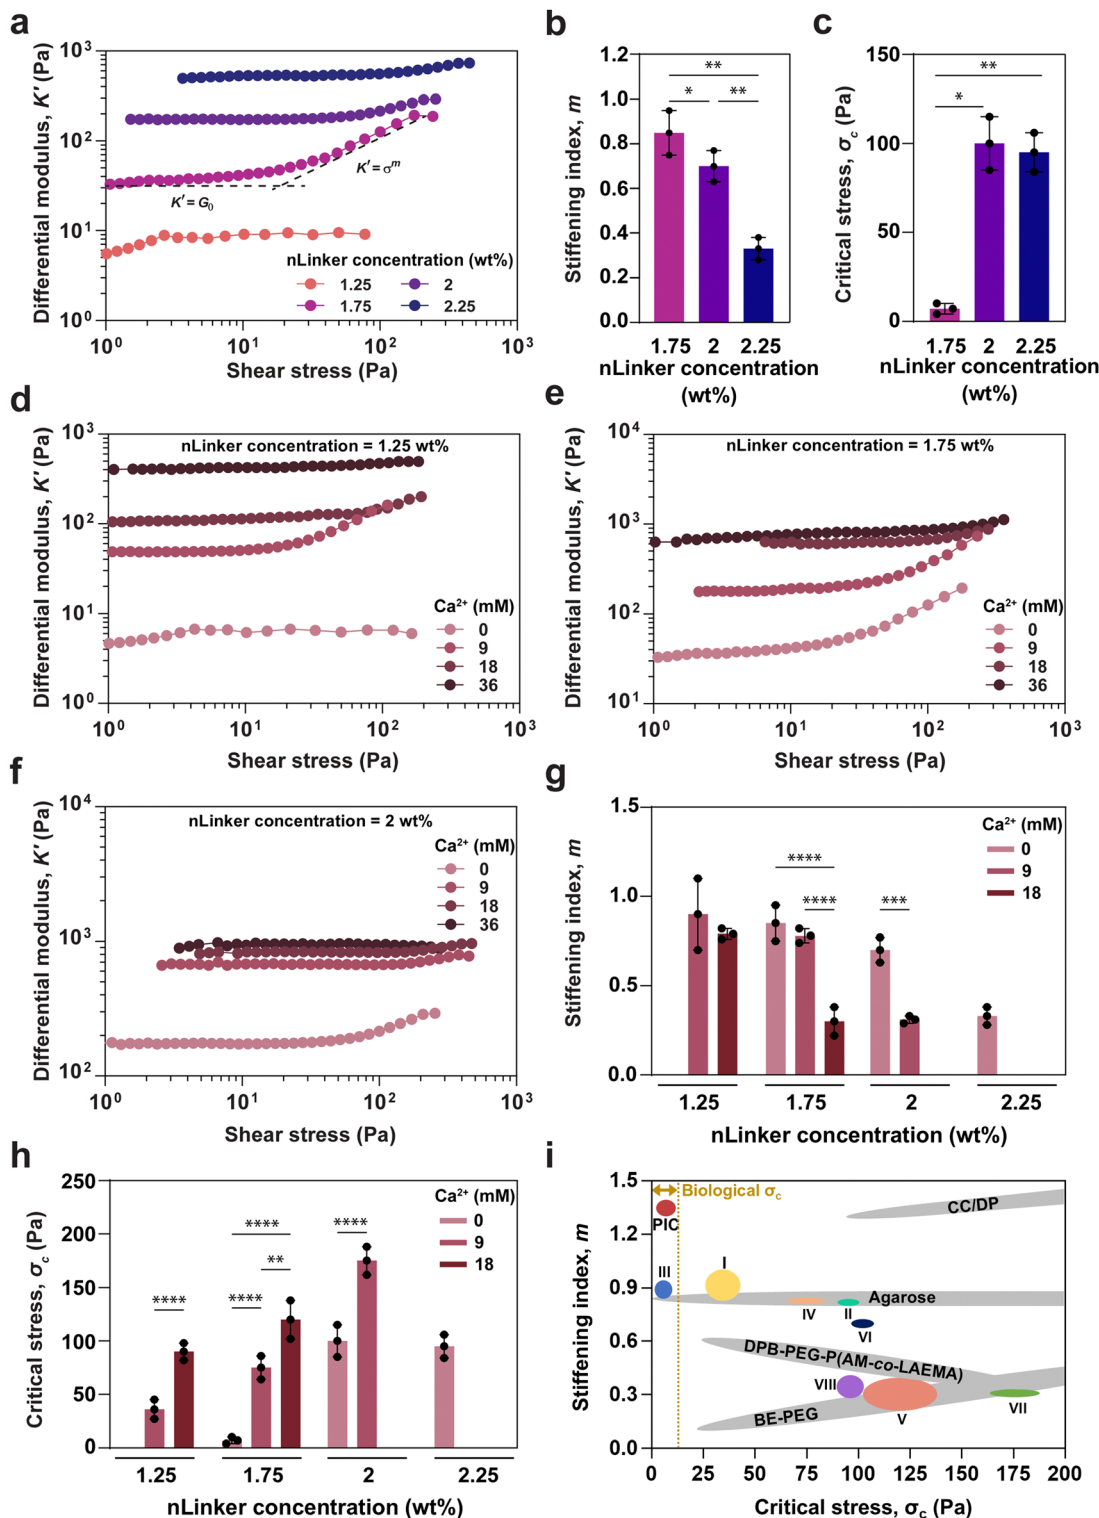 a
Differential modulus, K′ (Pa)
10³
10²
10¹
10⁰
K′ = σᵐ
K′ = G₀
nLinker concentration (wt%)
1.25
2
1.75
2.25
10⁰ 10¹ 10² 10³
Shear stress (Pa)
b
Stiffening index, m
1.2
1.0
0.8
0.6
0.4
0.2
0.0
**
* **
1.75 2 2.25
nLinker concentration
(wt%)
c
Critical stress, σc (Pa)
150
100
50
0
**
*
1.75 2 2.25
nLinker concentration
(wt%)
d
Differential modulus, K′ (Pa)
10³
10²
10¹
10⁰
nLinker concentration = 1.25 wt%
Ca²⁺ (mM)
0
9
18
36
10⁰ 10¹ 10² 10³
Shear stress (Pa)
e
Differential modulus, K′ (Pa)
10⁴
10³
10²
10¹
nLinker concentration = 1.75 wt%
Ca²⁺ (mM)
0
9
18
36
10⁰ 10¹ 10² 10³
Shear stress (Pa)
f
Differential modulus, K′ (Pa)
10⁴
10³
10²
nLinker concentration = 2 wt%
Ca²⁺ (mM)
0
9
18
36
10⁰ 10¹ 10² 10³
Shear stress (Pa)
g
Stiffening index, m
1.5
1.0
0.5
0.0
Ca²⁺ (mM)
0
9
18
****
**** ***
1.25 1.75 2 2.25
nLinker concentration (wt%)
h
Critical stress, σc (Pa)
250
200
150
100
50
0
Ca²⁺ (mM)
0
9
18
**** ****
**
**** ****
1.25 1.75 2 2.25
nLinker concentration (wt%)
i
Stiffening index, m
1.5
1.2
0.9
0.6
0.3
0.0
Biological σc
PIC
CC/DP
III
I
Agarose
IV II
VI
DPB-PEG-P(AM-co-LAEMA)
VIII
V
VII
BE-PEG
0 25 50 75 100 125 150 175 200
Critical stress, σc (Pa)